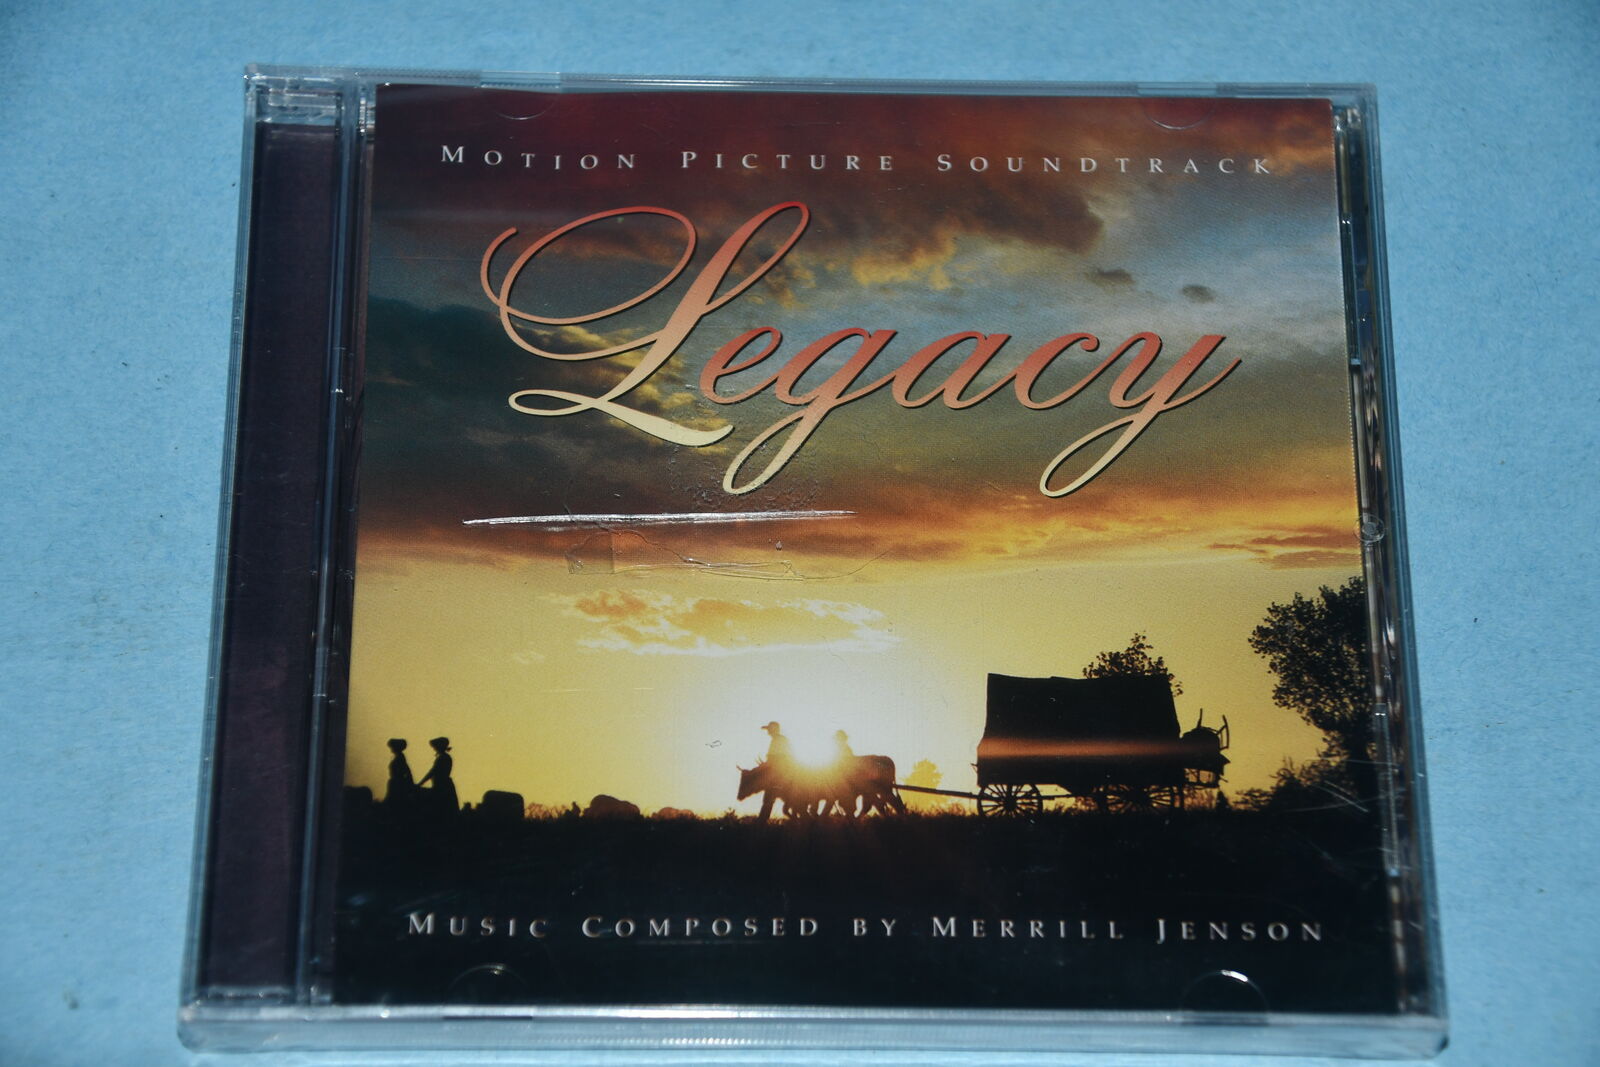 MOTION PICTURE SOUNDTRACK
Legacy
MUSIC COMPOSED BY MERRILL JENSON